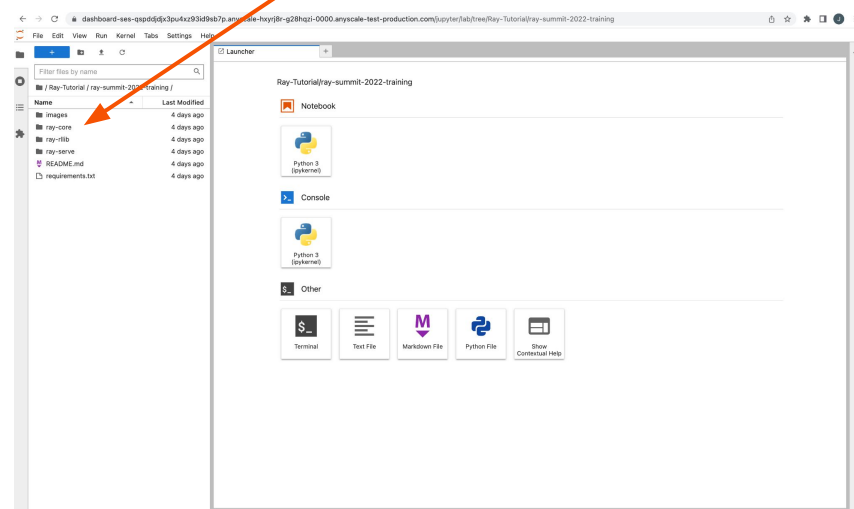 dashboard-ses-qspddjdjx3pu4xz93id9sb7p.anyscale-hxyrj8r-g28hqzi-0000.anyscale-test-production.com/jupyter/lab/tree/Ray-Tutorial/ray-summit-2022-training
File Edit View Run Kernel Tabs Settings Help
Launcher
Filter files by name
/ Ray-Tutorial / ray-summit-2022-training /
Name Last Modified
images 4 days ago
ray-core 4 days ago
ray-rllib 4 days ago
ray-serve 4 days ago
README.md 4 days ago
requirements.txt 4 days ago
Ray-Tutorial/ray-summit-2022-training
Notebook
Python 3
(ipykernel)
Console
Python 3
(ipykernel)
$_ Other
$_
M
Terminal Text File Markdown File Python File Show
Contextual Help
J